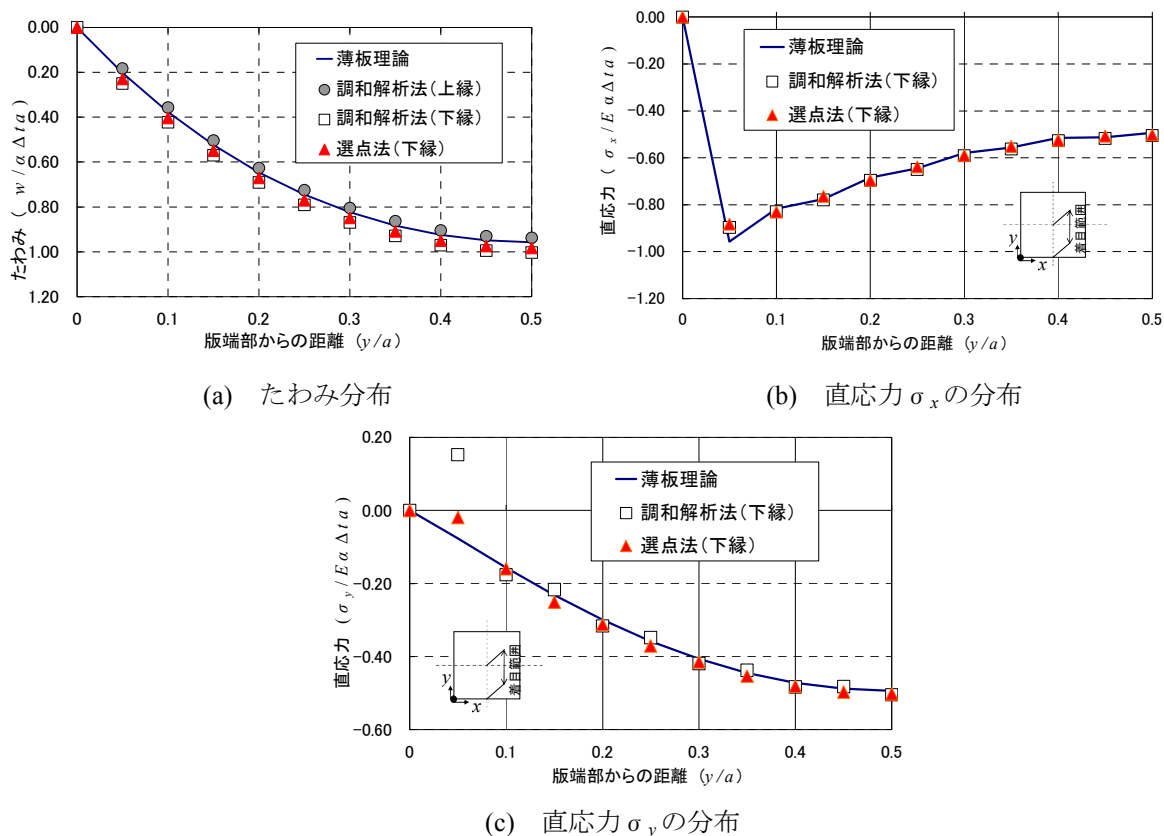 0.00
0.20
0.40
0.60
0.80
1.00
1.20
たわみ ( w/αΔta)
薄板理論
調和解析法(上縁)
調和解析法(下縁)
選点法(下縁)
0
0.1
0.2
0.3
0.4
0.5
版端部からの距離 (y/a)
(a) たわみ分布
0.00
-0.20
-0.40
-0.60
-0.80
-1.00
-1.20
直応力 ( σx/EαΔta)
薄板理論
調和解析法(下縁)
選点法(下縁)
着目範囲
y
x
0
0.1
0.2
0.3
0.4
0.5
版端部からの距離 (y/a)
(b) 直応力σxの分布
0.20
0.00
-0.20
-0.40
-0.60
直応力 (σy/EαΔta)
薄板理論
調和解析法(下縁)
選点法(下縁)
着目範囲
y
x
0
0.1
0.2
0.3
0.4
0.5
版端部からの距離 (y/a)
(c) 直応力σyの分布